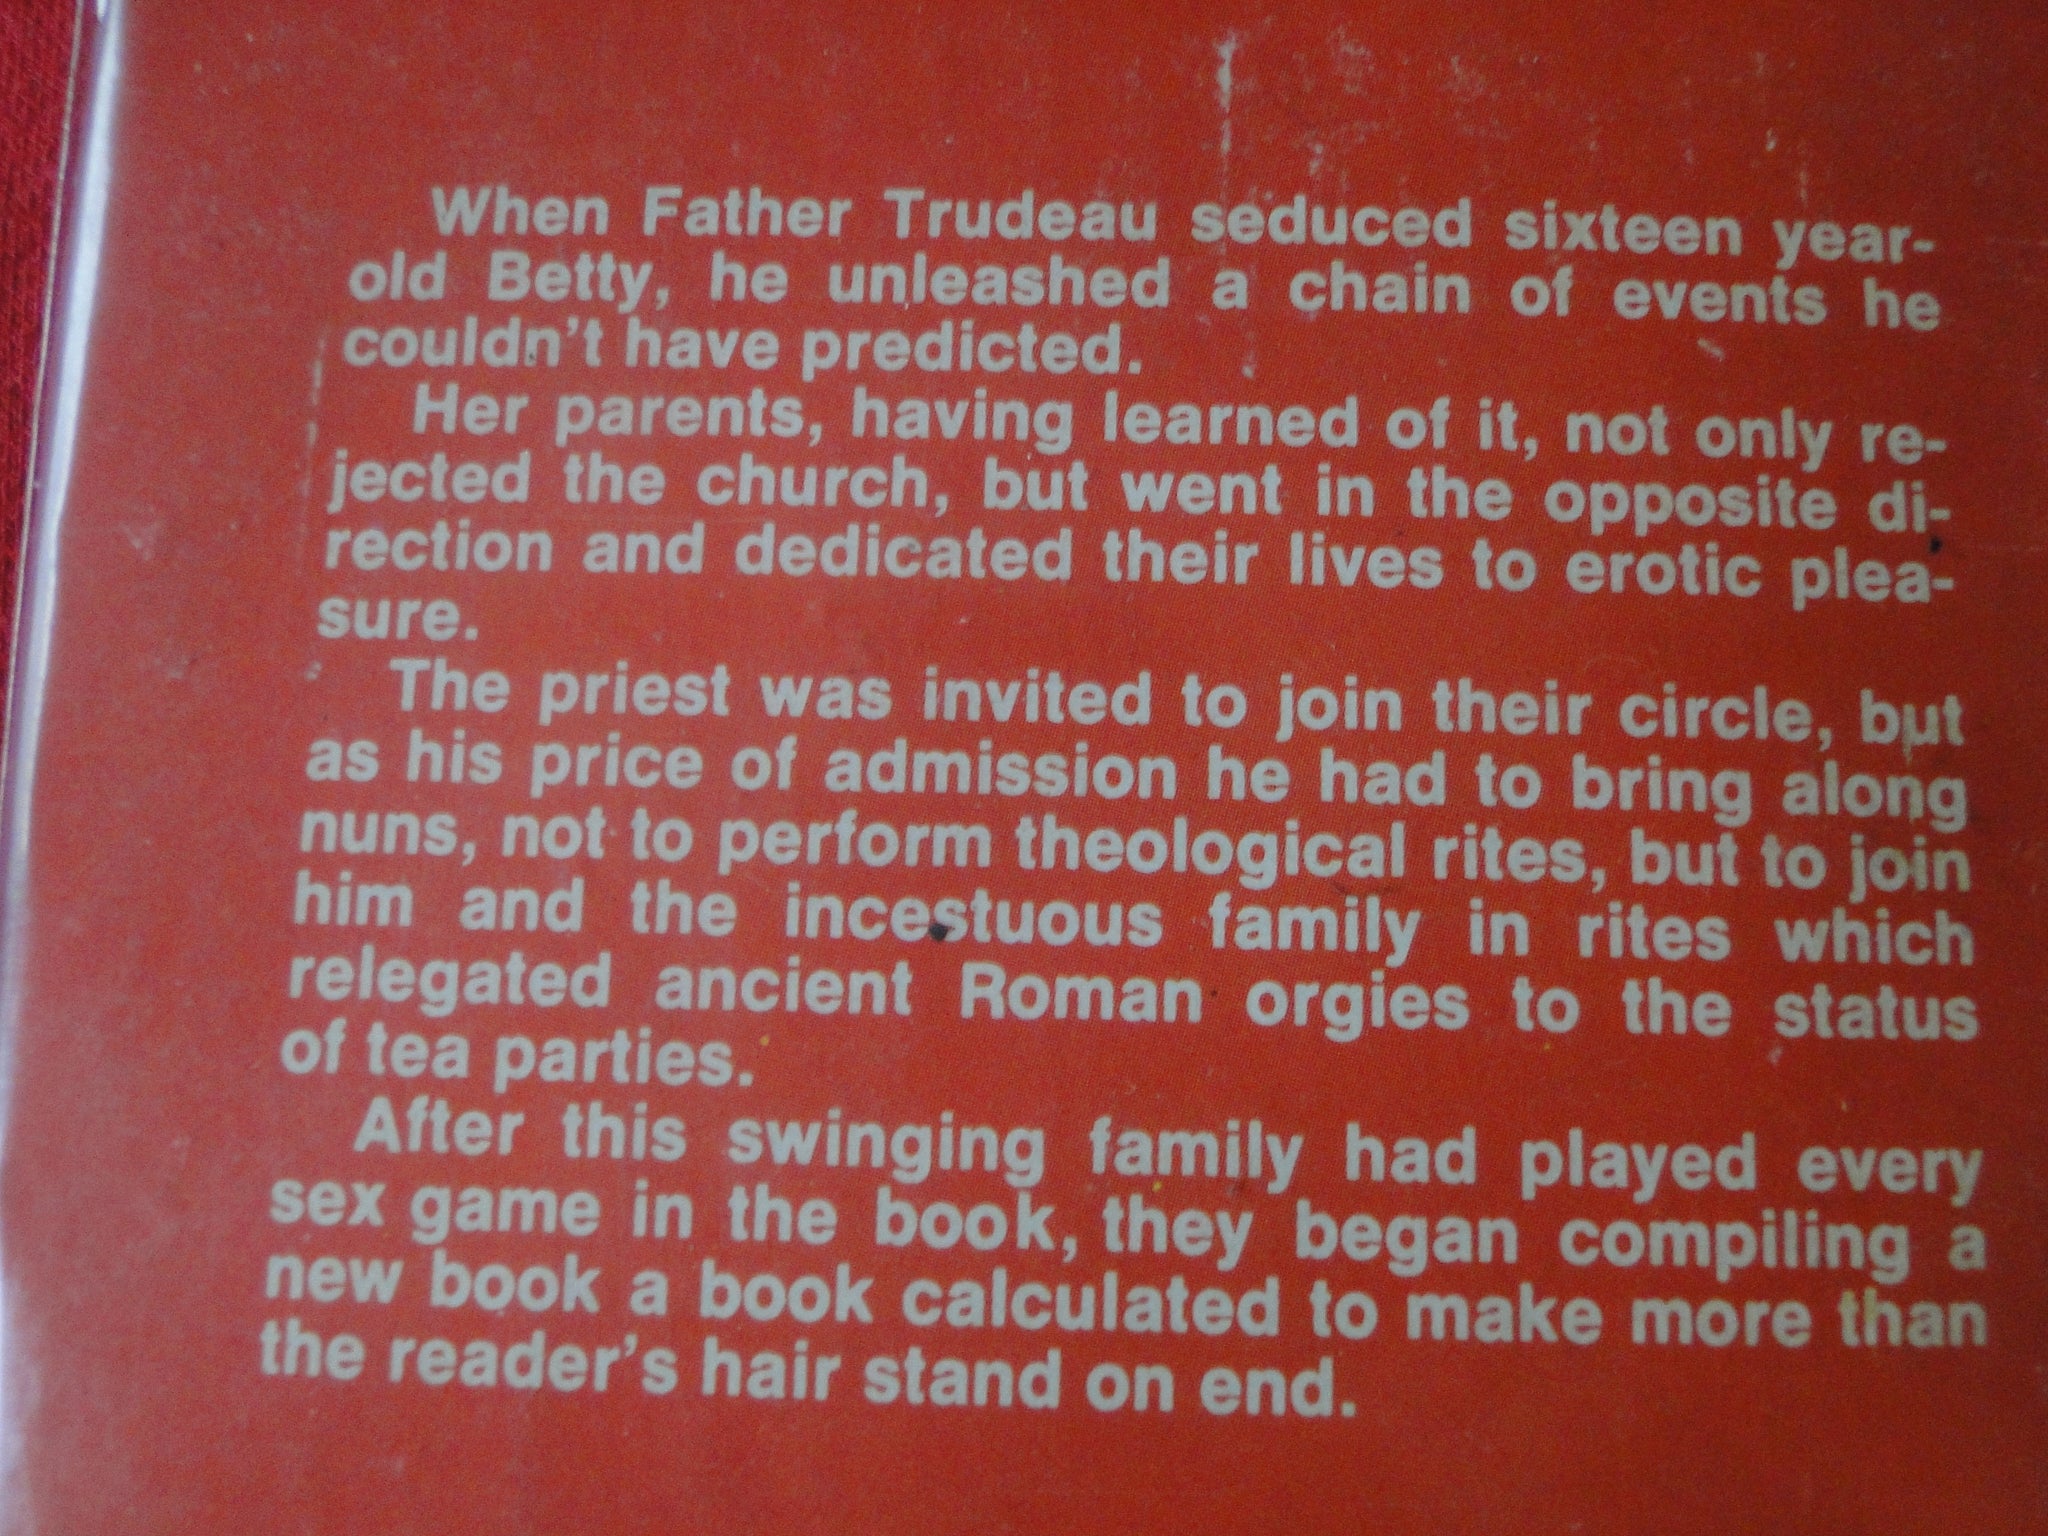 When Father Trudeau seduced sixteen year-
old Betty, he unleashed a chain of events he
couldn't have predicted.
Her parents, having learned of it, not only re-
jected the church, but went in the opposite di-
rection and dedicated their lives to erotic plea-
sure.
The priest was invited to join their circle, but
as his price of admission he had to bring along
nuns, not to perform theological rites, but to join
him and the incestuous family in rites which
relegated ancient Roman orgies to the status
of tea parties.
After this swinging family had played every
sex game in the book, they began compiling a
new book a book calculated to make more than
the reader's hair stand on end.